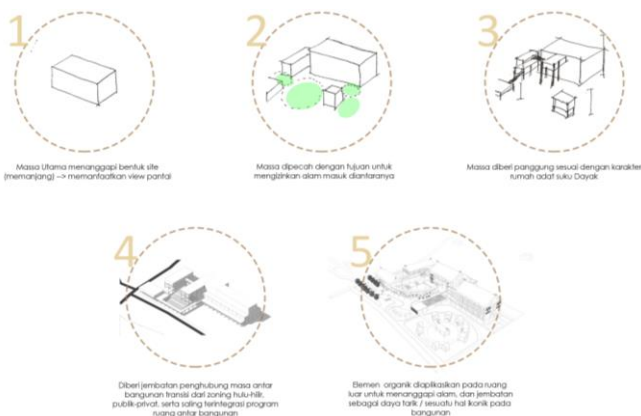 1
2
3
Massa Utama menanggapi bentuk site
(memanjang) –> memanfaatkan view pantai
Massa dipecah dengan tujuan untuk
mengizinkan alam masuk diantaranya
Massa diberi panggung sesuai dengan karakter
rumah adat suku Dayak
4
5
Diberi jembatan penghubung masa antar
bangunan transisi dari zoning hulu-hilir,
publik-privat, serta saling terintegrasi program
ruang antar bangunan
Elemen organik diaplikasikan pada ruang
luar untuk menanggapi alam, dan jembatan
sebagai daya tarik / sesuatu hal ikonik pada
bangunan